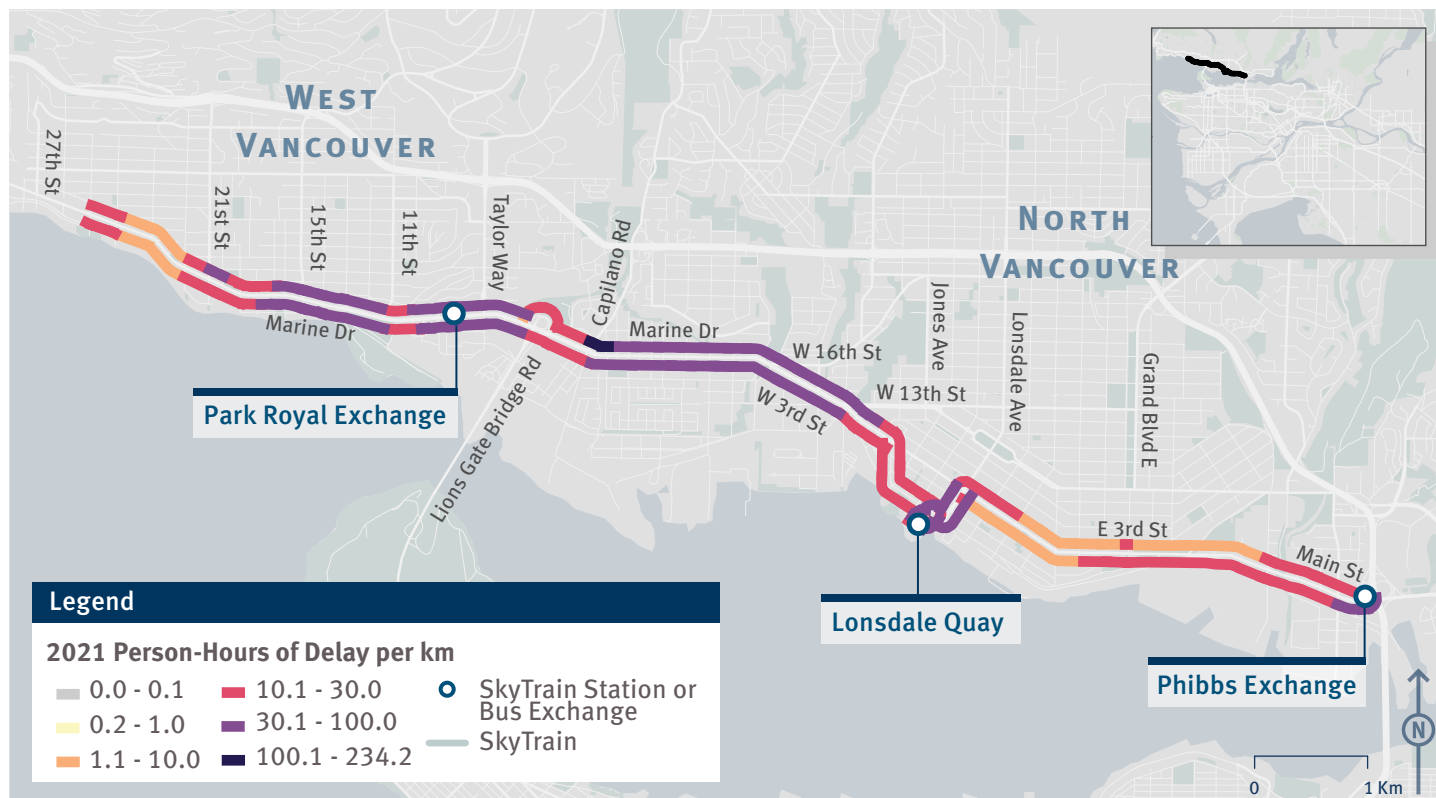 WEST
VANCOUVER
27th St
21st St
15th St
11th St
Taylor Way
Capilano Rd
NORTH
VANCOUVER
Marine Dr
Marine Dr
W 16th St
Jones Ave
Lonsdale Ave
Grand Blvd E
W 13th St
W 3rd St
Park Royal Exchange
Lions Gate Bridge Rd
E 3rd St
Main St
Lonsdale Quay
Phibbs Exchange
Legend
2021 Person-Hours of Delay per km
0.0 - 0.1
0.2 - 1.0
1.1 - 10.0
10.1 - 30.0
30.1 - 100.0
100.1 - 234.2
SkyTrain Station or
Bus Exchange
SkyTrain
N
0 1 Km